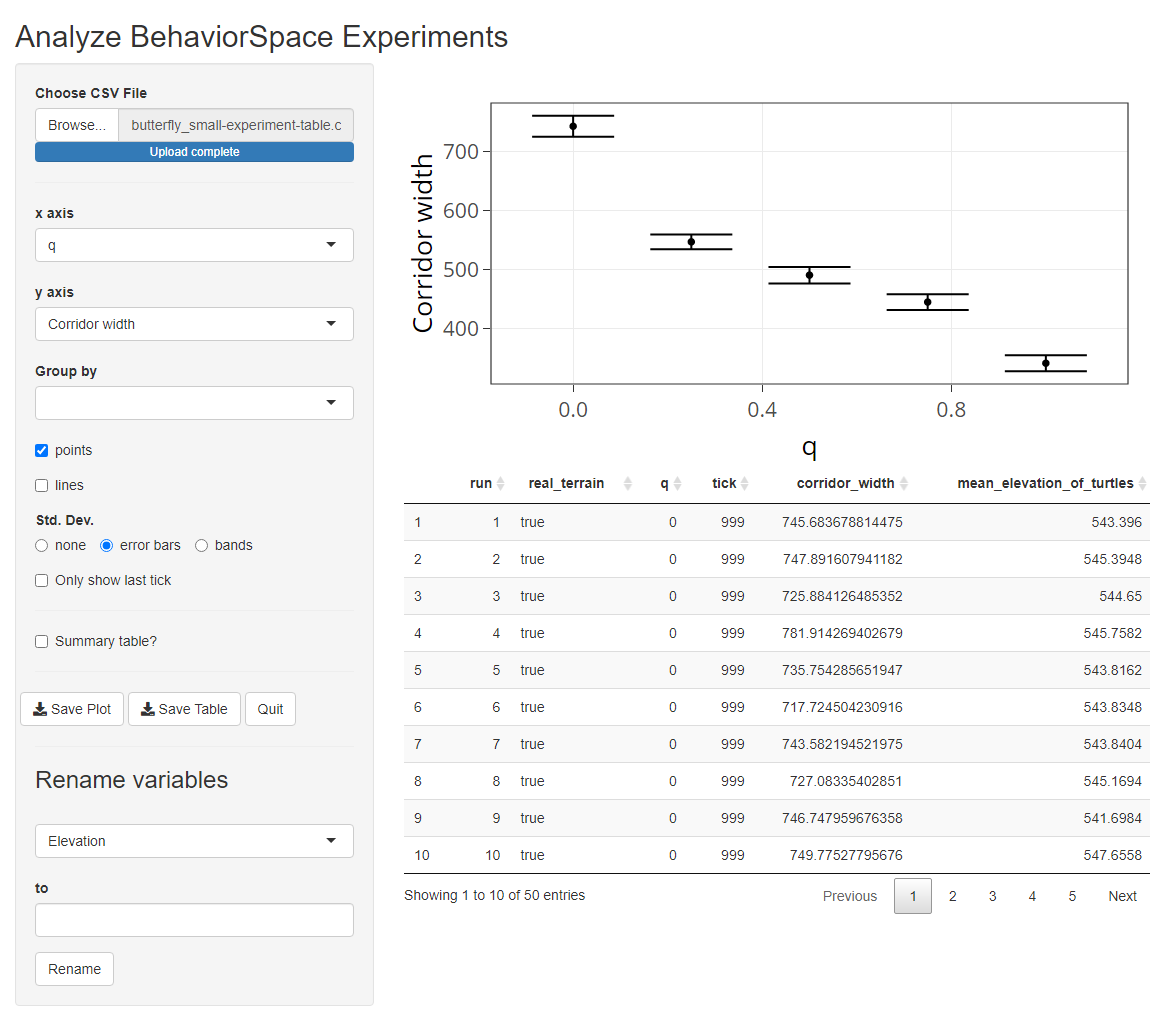 Analyze BehaviorSpace Experiments
Choose CSV File
Browse... butterfly_small-experiment-table.c
Upload complete
x axis
q
y axis
Corridor width
Group by
points
lines
Std. Dev.
none error bars bands
Only show last tick
Summary table?
Save Plot Save Table Quit
Rename variables
Elevation
to
Rename
Corridor width
700
600
500
400
0.0 0.4 0.8
q
run real_terrain q tick corridor_width mean_elevation_of_turtles
1 1 true 0 999 745.683678814475 543.396
2 2 true 0 999 747.891607941182 545.3948
3 3 true 0 999 725.884126485352 544.65
4 4 true 0 999 781.914269402679 545.7582
5 5 true 0 999 735.754285651947 543.8162
6 6 true 0 999 717.724504230916 543.8348
7 7 true 0 999 743.582194521975 543.8404
8 8 true 0 999 727.08335402851 545.1694
9 9 true 0 999 746.747959676358 541.6984
10 10 true 0 999 749.77527795676 547.6558
Showing 1 to 10 of 50 entries Previous 1 2 3 4 5 Next